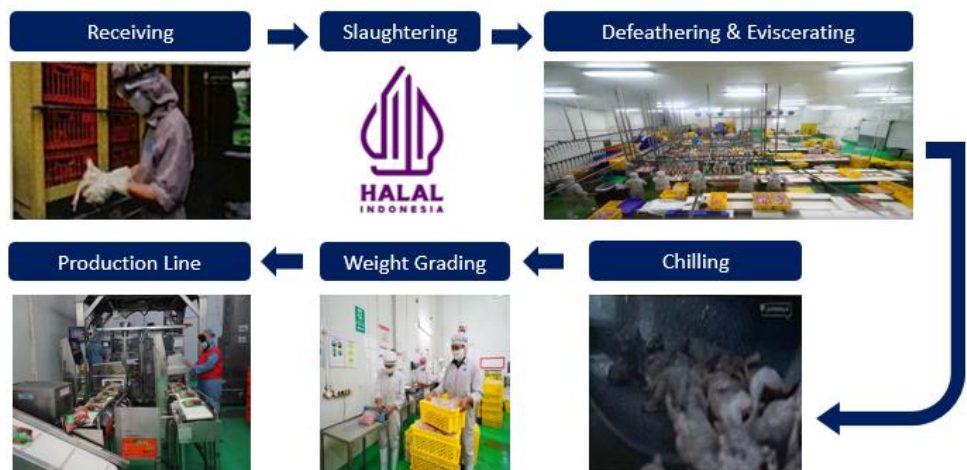 Receiving
Slaughtering
Defeathering & Eviscerating
HALAL
INDONESIA
Production Line
Weight Grading
Chilling